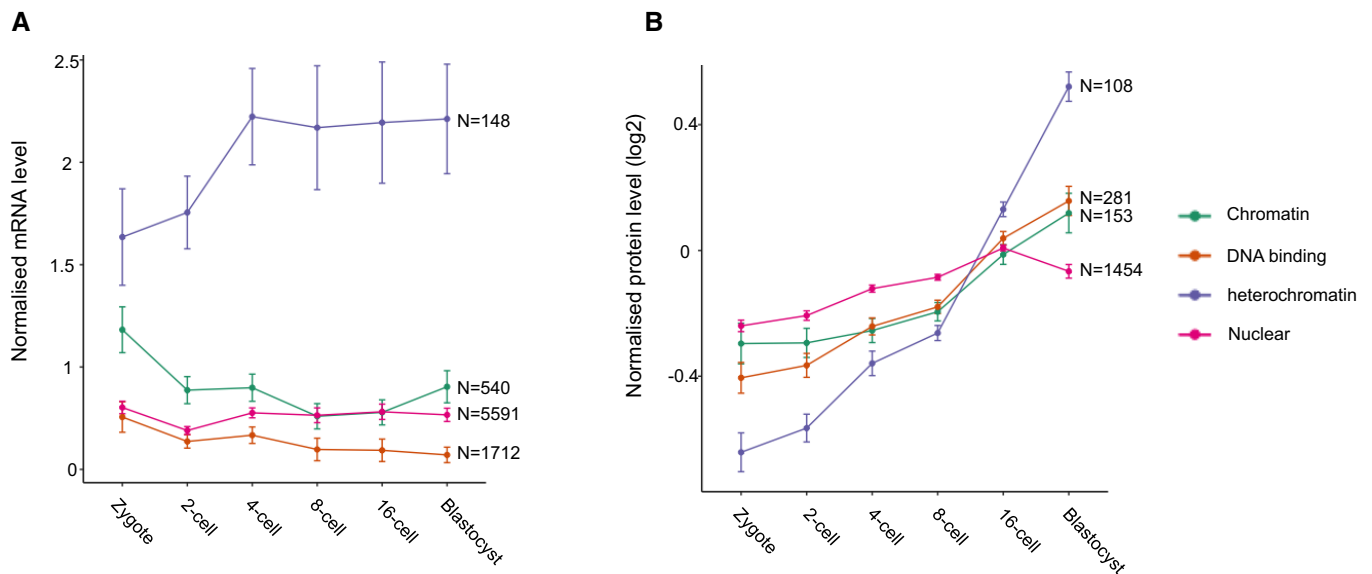 A
Normalised mRNA level
2.5
2
1.5
1
0
N=148
N=540
N=5591
N=1712
Zygote
2-cell
4-cell
8-cell
16-cell
Blastocyst
B
Normalised protein level (log2)
0.4
0
-0.4
N=108
N=281
N=153
N=1454
Zygote
2-cell
4-cell
8-cell
16-cell
Blastocyst
Chromatin
DNA binding
heterochromatin
Nuclear